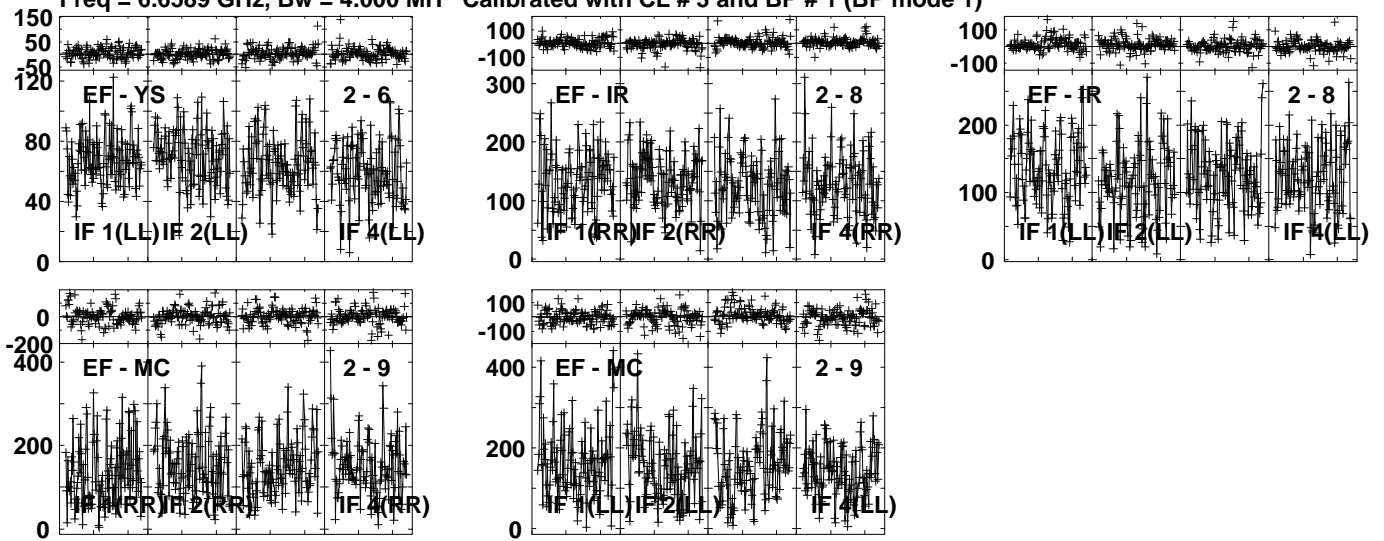 Freq = 6.6589 GHz, Bw = 4.000 MH Calibrated with CL # 3 and BP # 1 (BP mode 1)
150
50
-50
120
80
40
0
EF - YS 2 - 6
IF 1(LL) IF 2(LL) IF 4(LL)
100
-100
300
200
100
0
EF - IR 2 - 8
IF 1(RR) IF 2(RR) IF 4(RR)
100
-100
200
100
0
EF - IR 2 - 8
IF 1(LL) IF 2(LL) IF 4(LL)
0
-200
400
200
0
EF - MC 2 - 9
IF 1(RR) IF 2(RR) IF 4(RR)
100
-100
400
200
0
EF - MC 2 - 9
IF 1(LL) IF 2(LL) IF 4(LL)